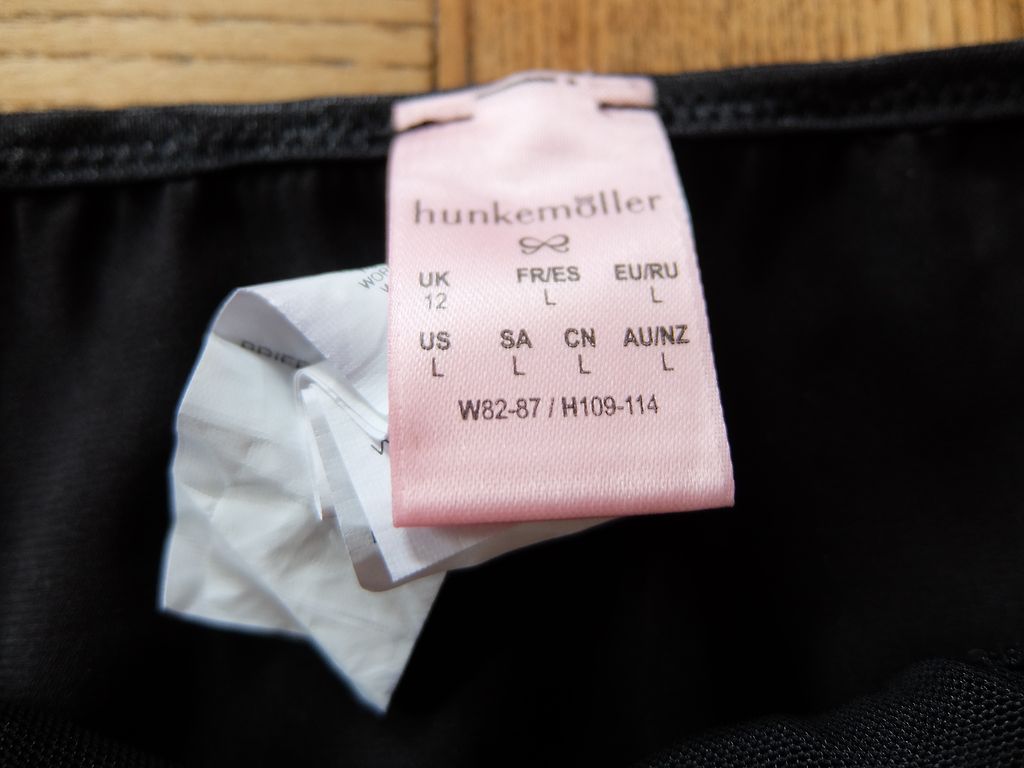 hunkemöller
UK FR/ES EU/RU
12 L L
US SA CN AU/NZ
L L L L
W82-87 / H109-114